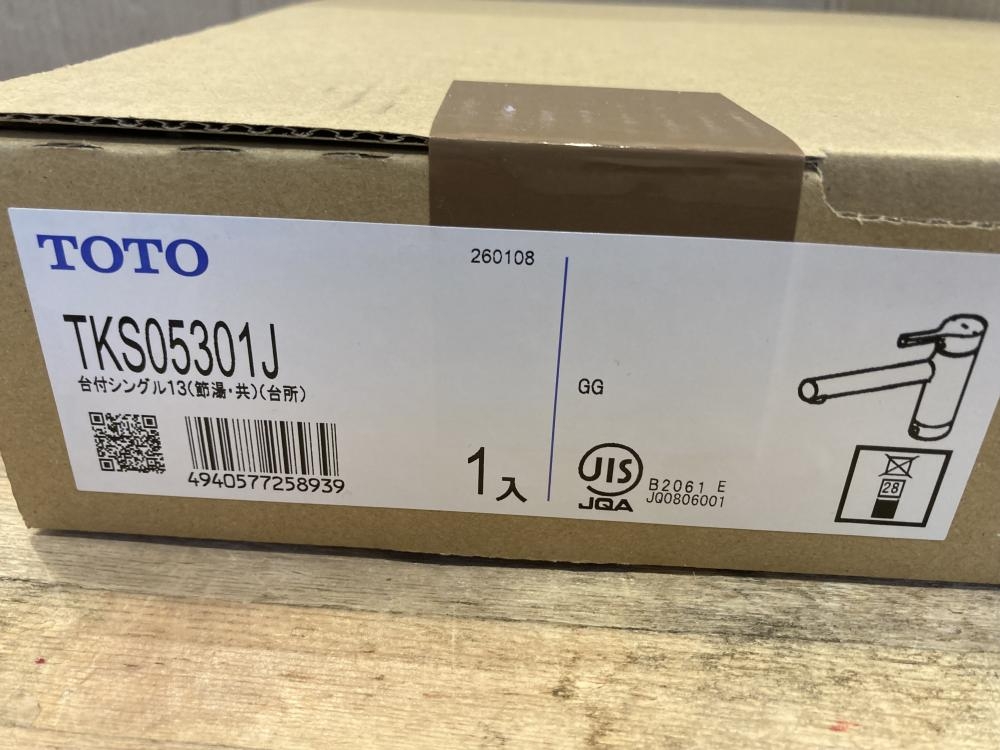 TOTO
260108
TKS05301J
台付シングル13(節湯・共)(台所)
4940577258939
1入
GG
JIS
JQA
B2061 E
JQ0806001
28